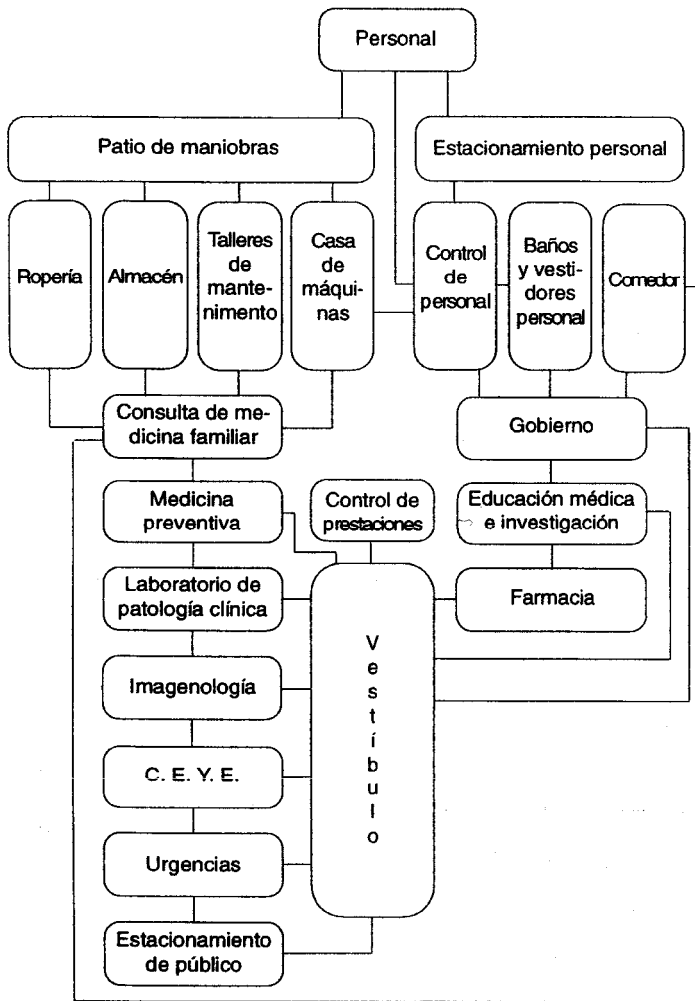 Personal
Patio de maniobras
Estacionamiento personal
Ropería
Almacén
Talleres
de
mante-
nimento
Casa
de
máqui-
nas
Control
de
personal
Baños
y vesti-
dores
personal
Comedor
Consulta de me-
dicina familiar
Gobierno
Medicina
preventiva
Control de
prestaciones
Educación médica
e investigación
Laboratorio de
patología clínica
Farmacia
Vestíbulo
Imagenología
C. E. Y. E.
Urgencias
Estacionamiento
de público